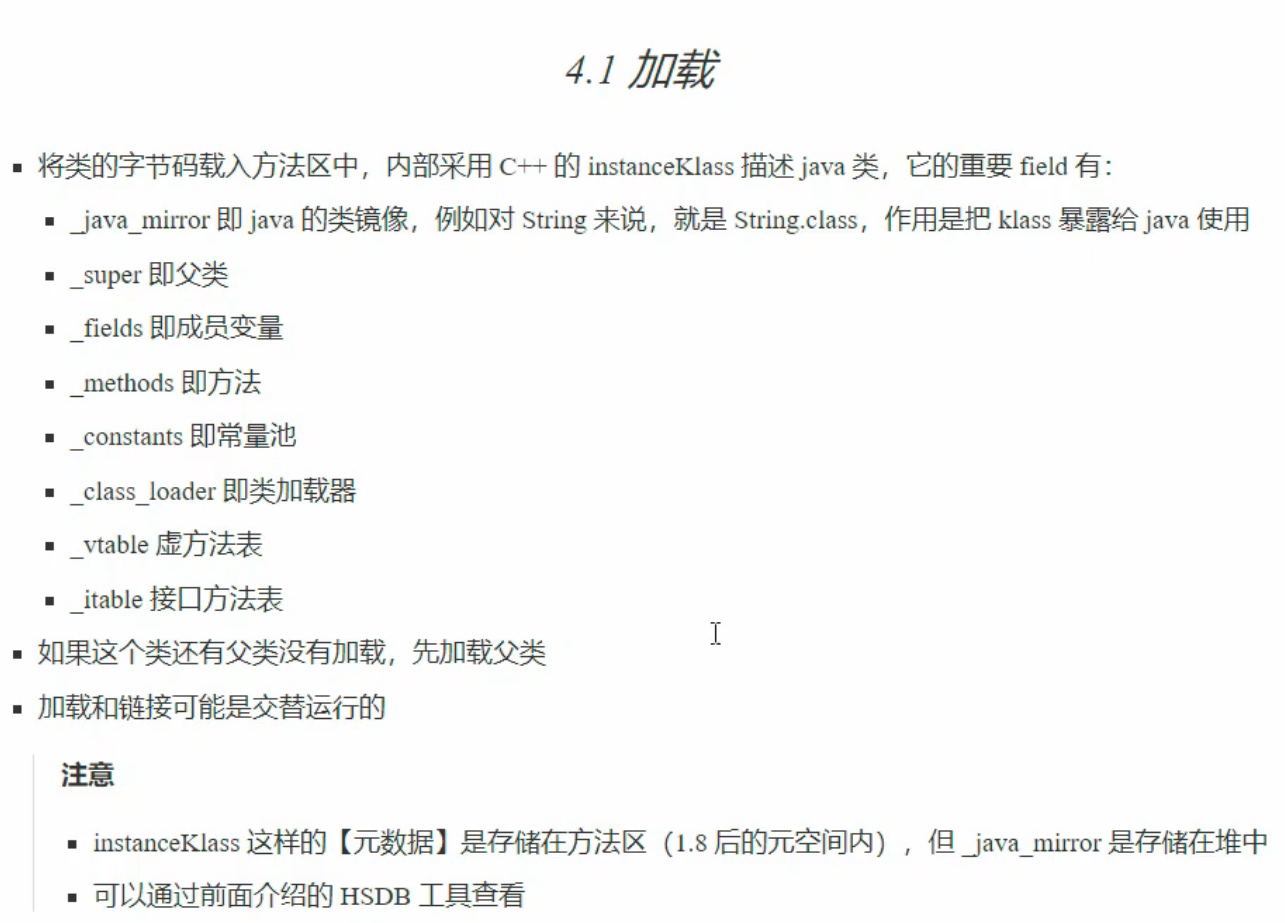 4.1 加载
将类的字节码载入方法区中，内部采用 C++ 的 instanceKlass 描述 java 类，它的重要 field 有：
_java_mirror 即 java 的类镜像，例如对 String 来说，就是 String.class，作用是把 klass 暴露给 java 使用
_super 即父类
_fields 即成员变量
_methods 即方法
_constants 即常量池
_class_loader 即类加载器
_vtable 虚方法表
_itable 接口方法表
如果这个类还有父类没有加载，先加载父类
加载和链接可能是交替运行的
注意
instanceKlass 这样的【元数据】是存储在方法区（1.8 后的元空间内），但 _java_mirror 是存储在堆中
可以通过前面介绍的 HSDB 工具查看